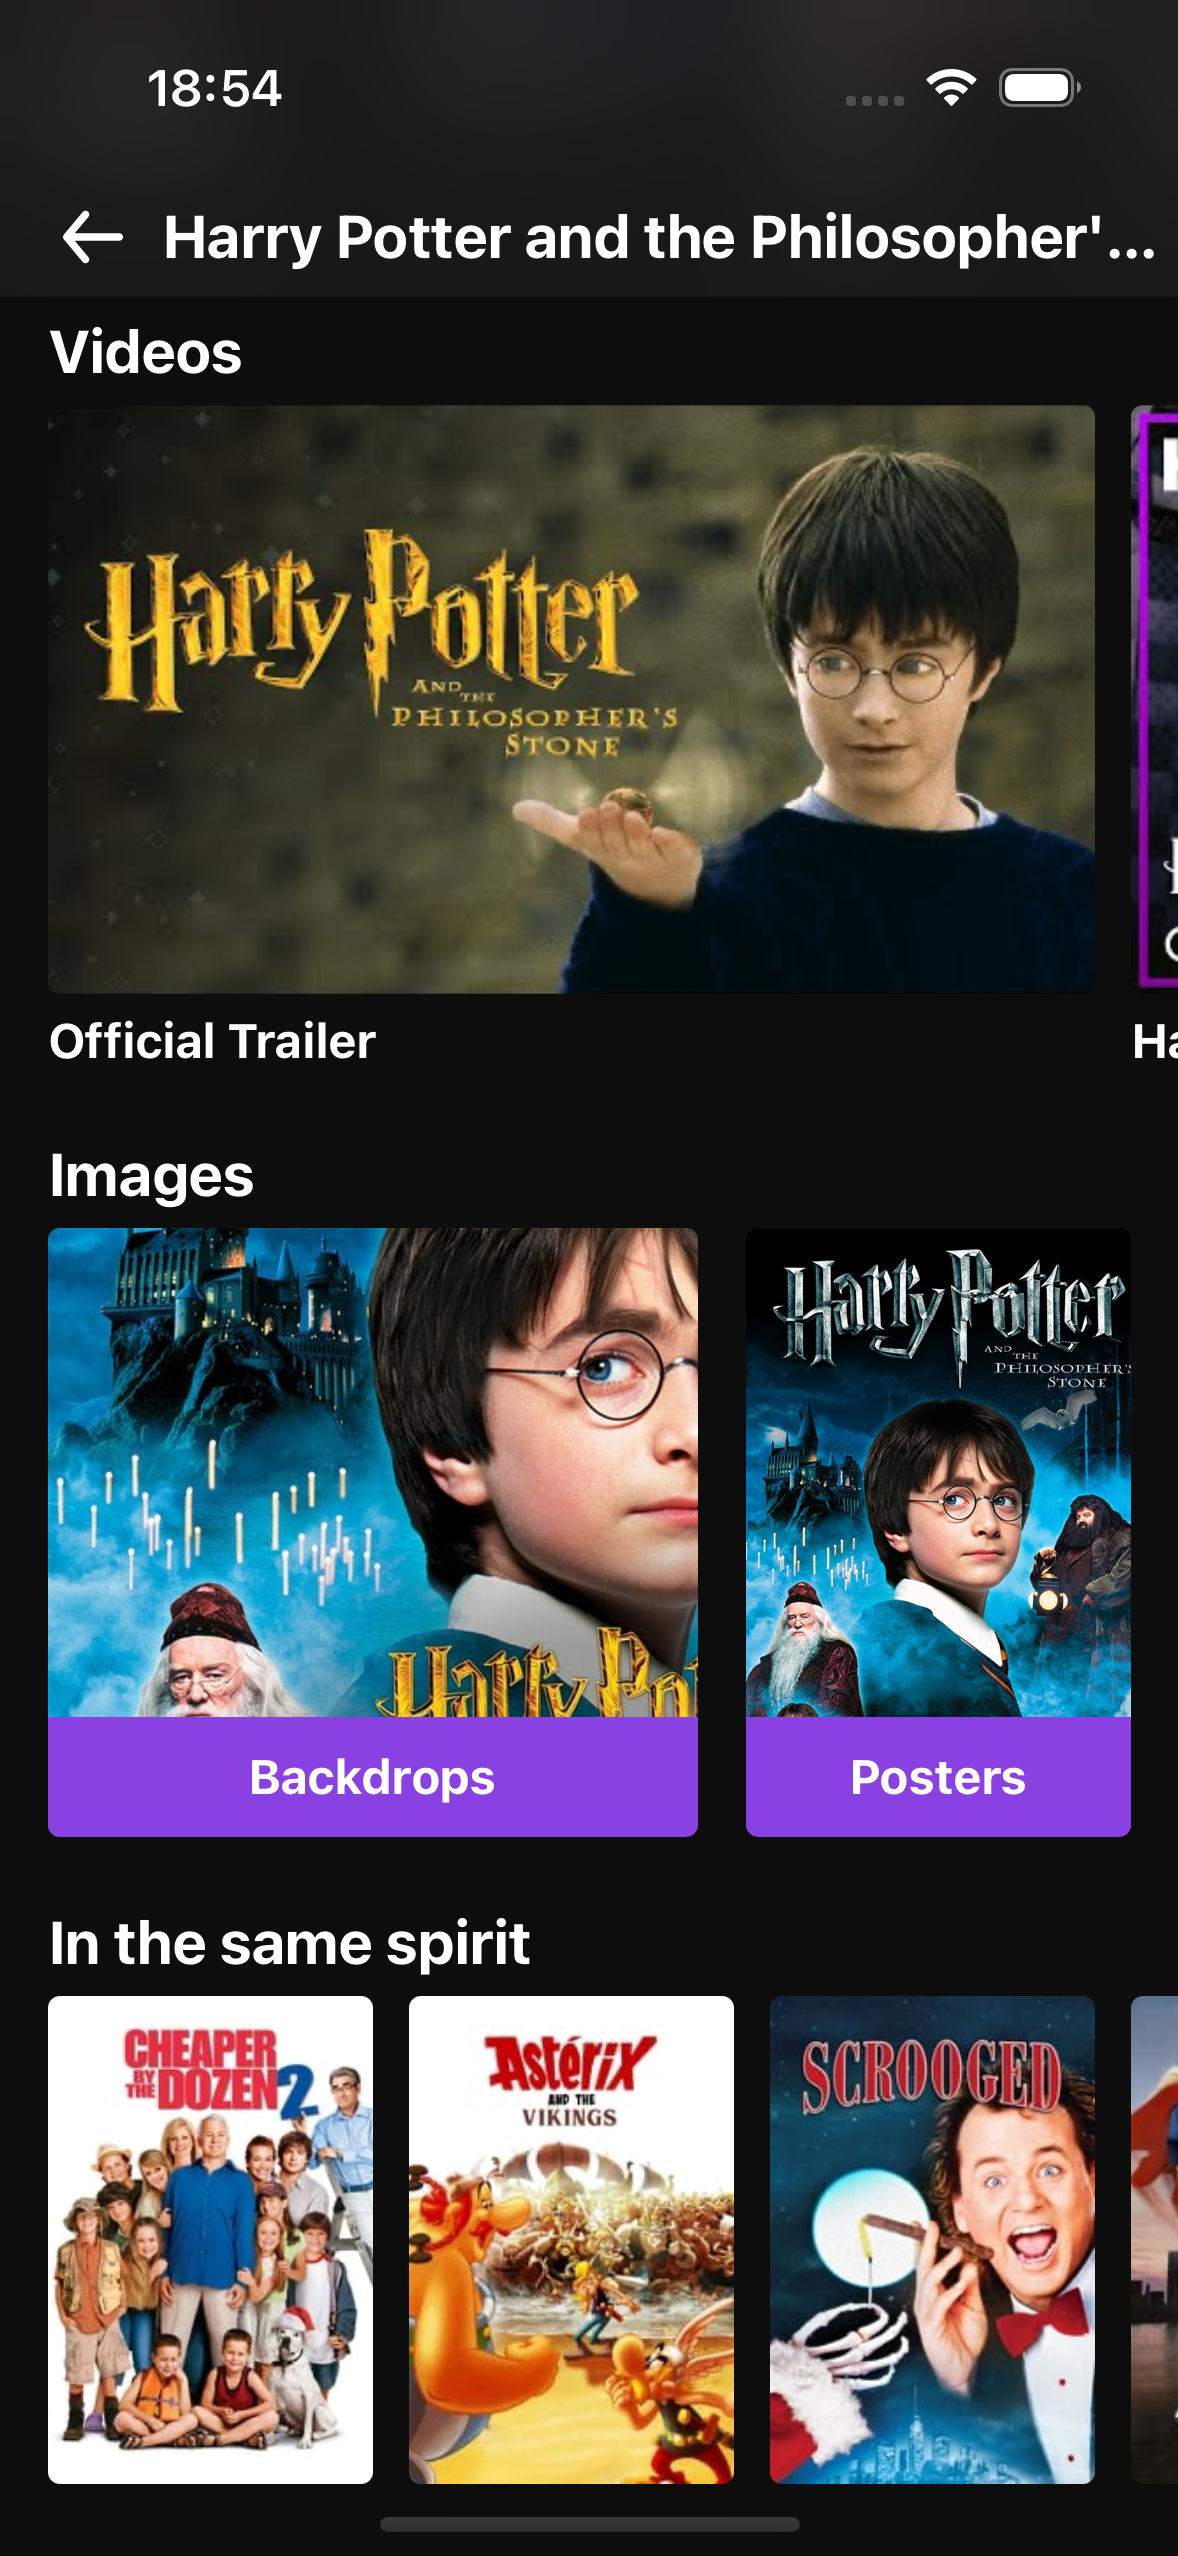 18:54
Harry Potter and the Philosopher'...
Videos
Harry Potter
AND THE
PHILOSOPHER'S
STONE
Official Trailer
Ha
Images
Harry Potter
AND THE
PHILOSOPHER'S
STONE
Harry Po
Backdrops
Posters
In the same spirit
CHEAPER
BY THE DOZEN 2
Astérix
AND THE
VIKINGS
SCROOGED